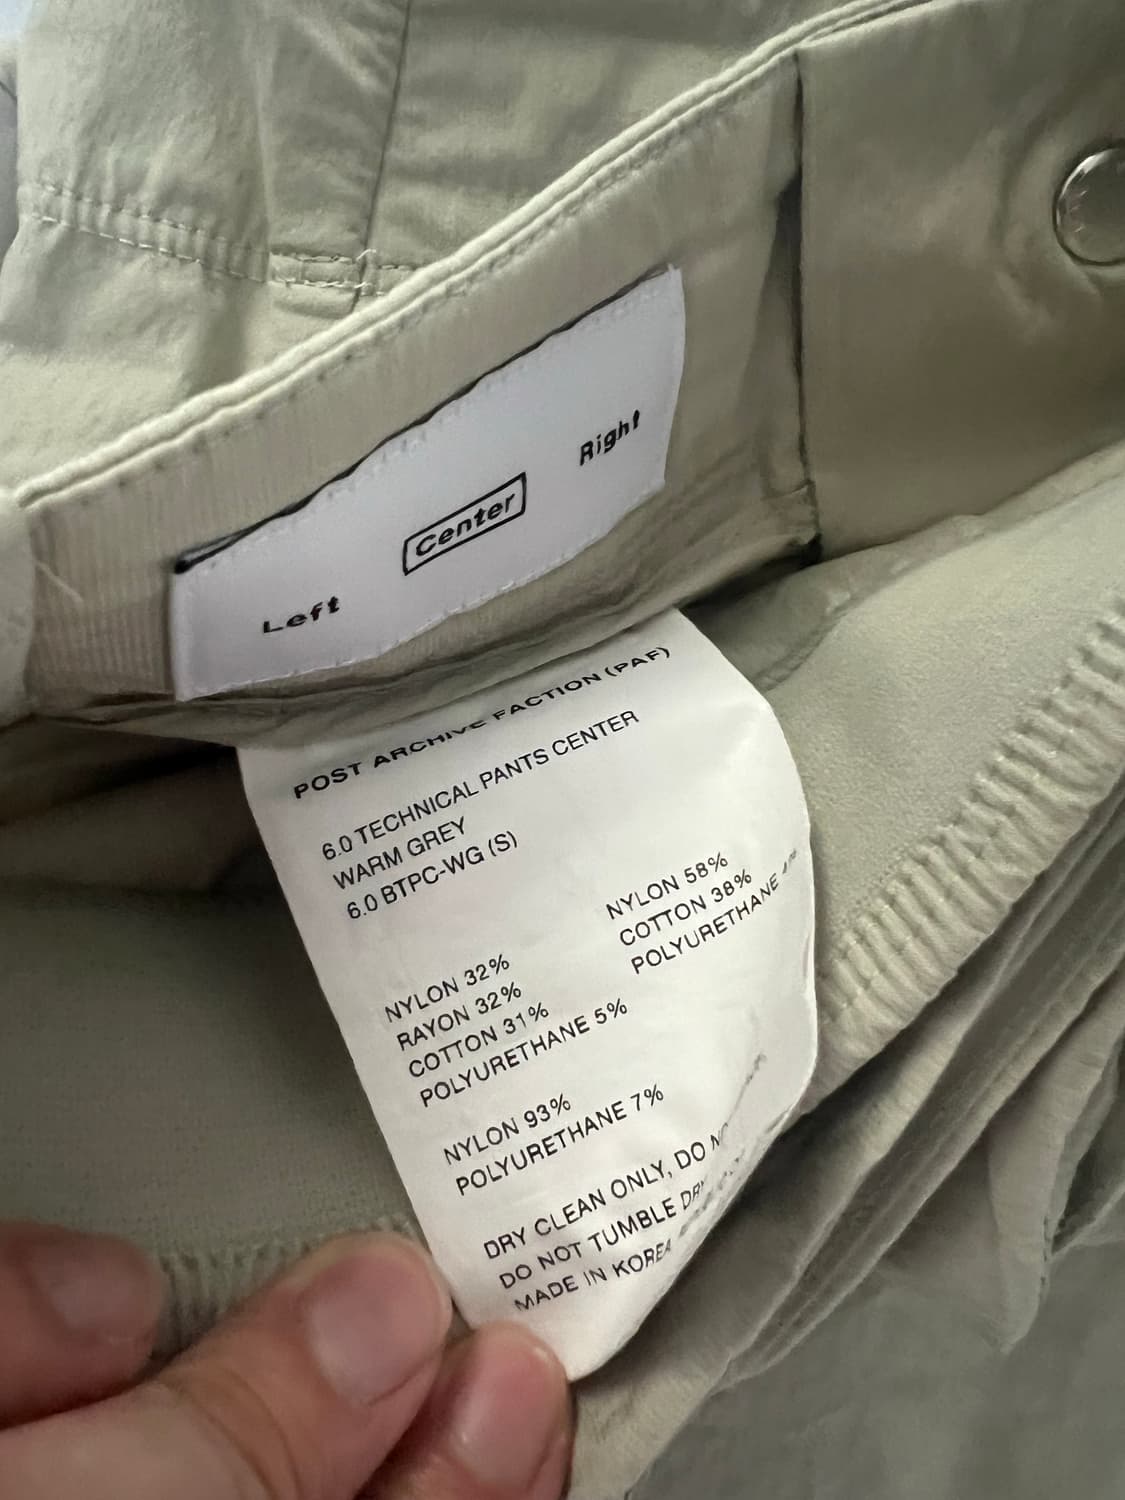 Left Center Right
POST ARCHIVE FACTION (PAF)
6.0 TECHNICAL PANTS CENTER
WARM GREY
6.0 BTPC-WG (S)
NYLON 58%
COTTON 38%
POLYURETHANE
NYLON 32%
RAYON 32%
COTTON 31%
POLYURETHANE 5%
NYLON 93%
POLYURETHANE 7%
DRY CLEAN ONLY, DO
DO NOT TUMBLE DRY
MADE IN KOREA